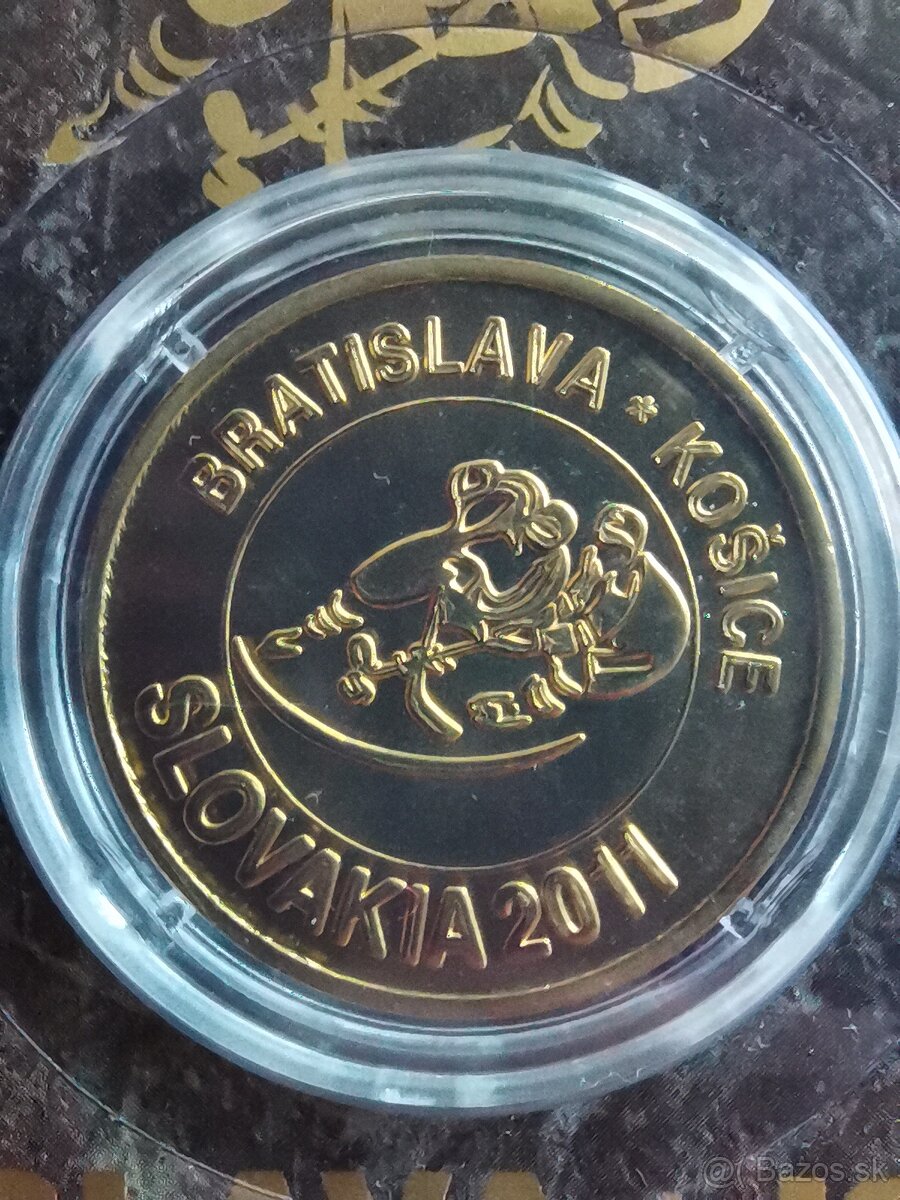 BRATISLAVA * KOŠICE
SLOVAKIA 2011
@( Bazos.sk